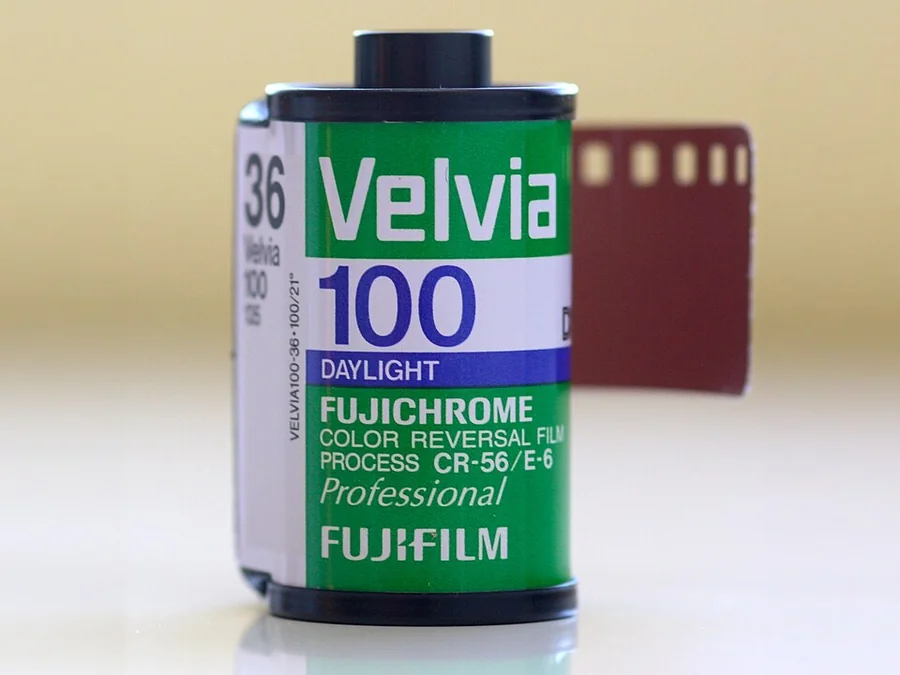 36
Velvia
100
135
VELVIA100-36・100/21°
Velvia
100
DAYLIGHT
FUJICHROME
COLOR REVERSAL FILM
PROCESS CR-56/E-6
Professional
FUJIFILM